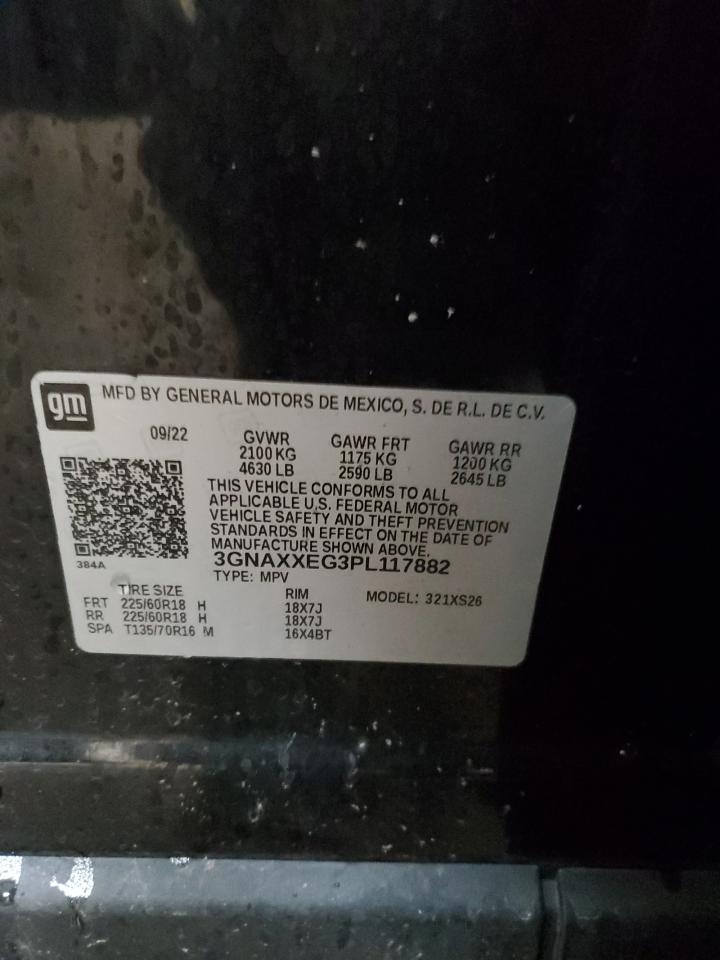 gm
MFD BY GENERAL MOTORS DE MEXICO, S. DE R.L. DE C.V.
09/22 GVWR GAWR FRT GAWR RR
2100 KG 1175 KG 1200 KG
4630 LB 2590 LB 2645 LB
THIS VEHICLE CONFORMS TO ALL
APPLICABLE U.S. FEDERAL MOTOR
VEHICLE SAFETY AND THEFT PREVENTION
STANDARDS IN EFFECT ON THE DATE OF
MANUFACTURE SHOWN ABOVE.
384A
3GNAXXEG3PL117882
TYPE: MPV
TIRE SIZE RIM MODEL: 321XS26
FRT 225/60R18 H 18X7J
RR 225/60R18 H 18X7J
SPA T135/70R16 M 16X4BT